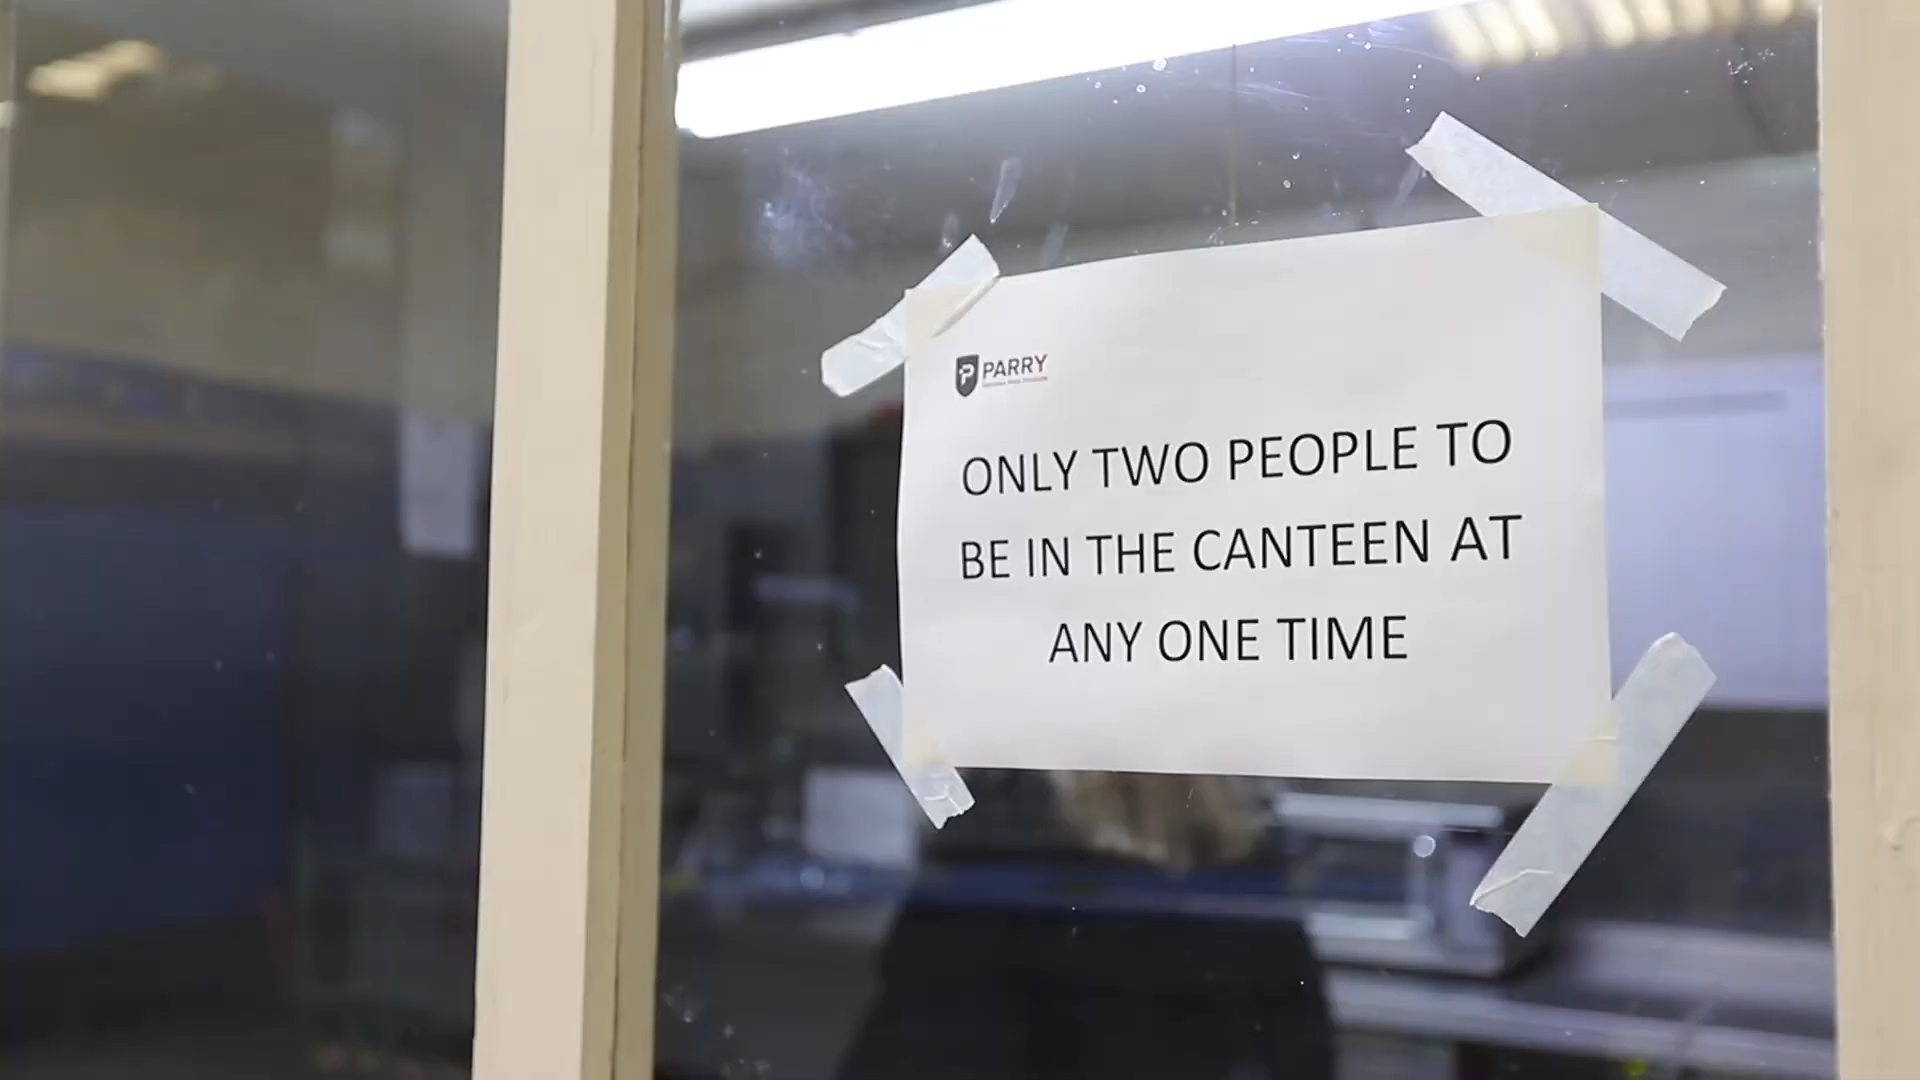 PARRY
ONLY TWO PEOPLE TO
BE IN THE CANTEEN AT
ANY ONE TIME